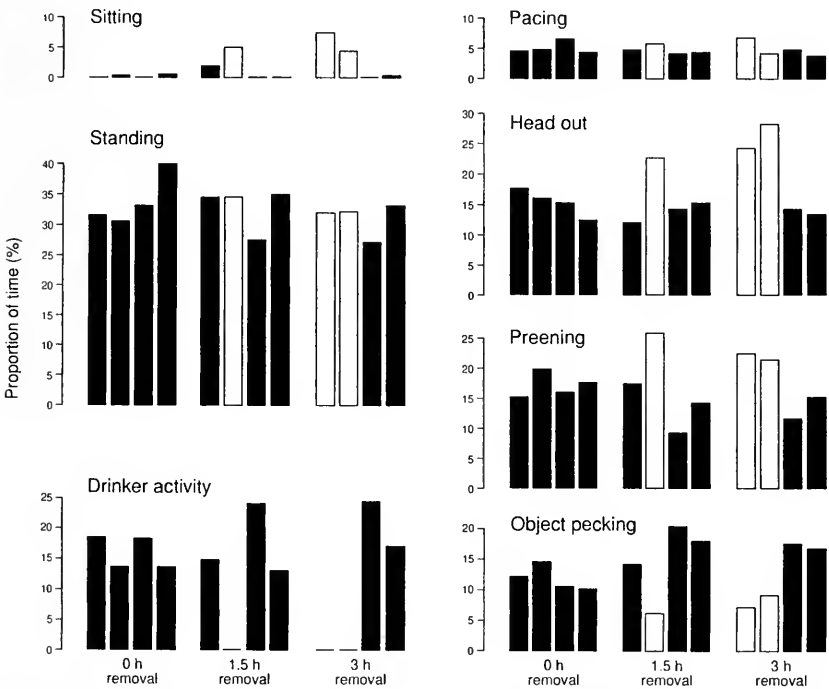 Proportion of time (%)
Sitting
10
5
0
Standing
40
35
30
25
20
15
10
5
0
Drinker activity
25
20
15
10
5
0
0 h
removal
1.5 h
removal
3 h
removal
Pacing
10
5
0
Head out
30
25
20
15
10
5
0
Preening
25
20
15
10
5
0
Object pecking
20
15
10
5
0
0 h
removal
1.5 h
removal
3 h
removal